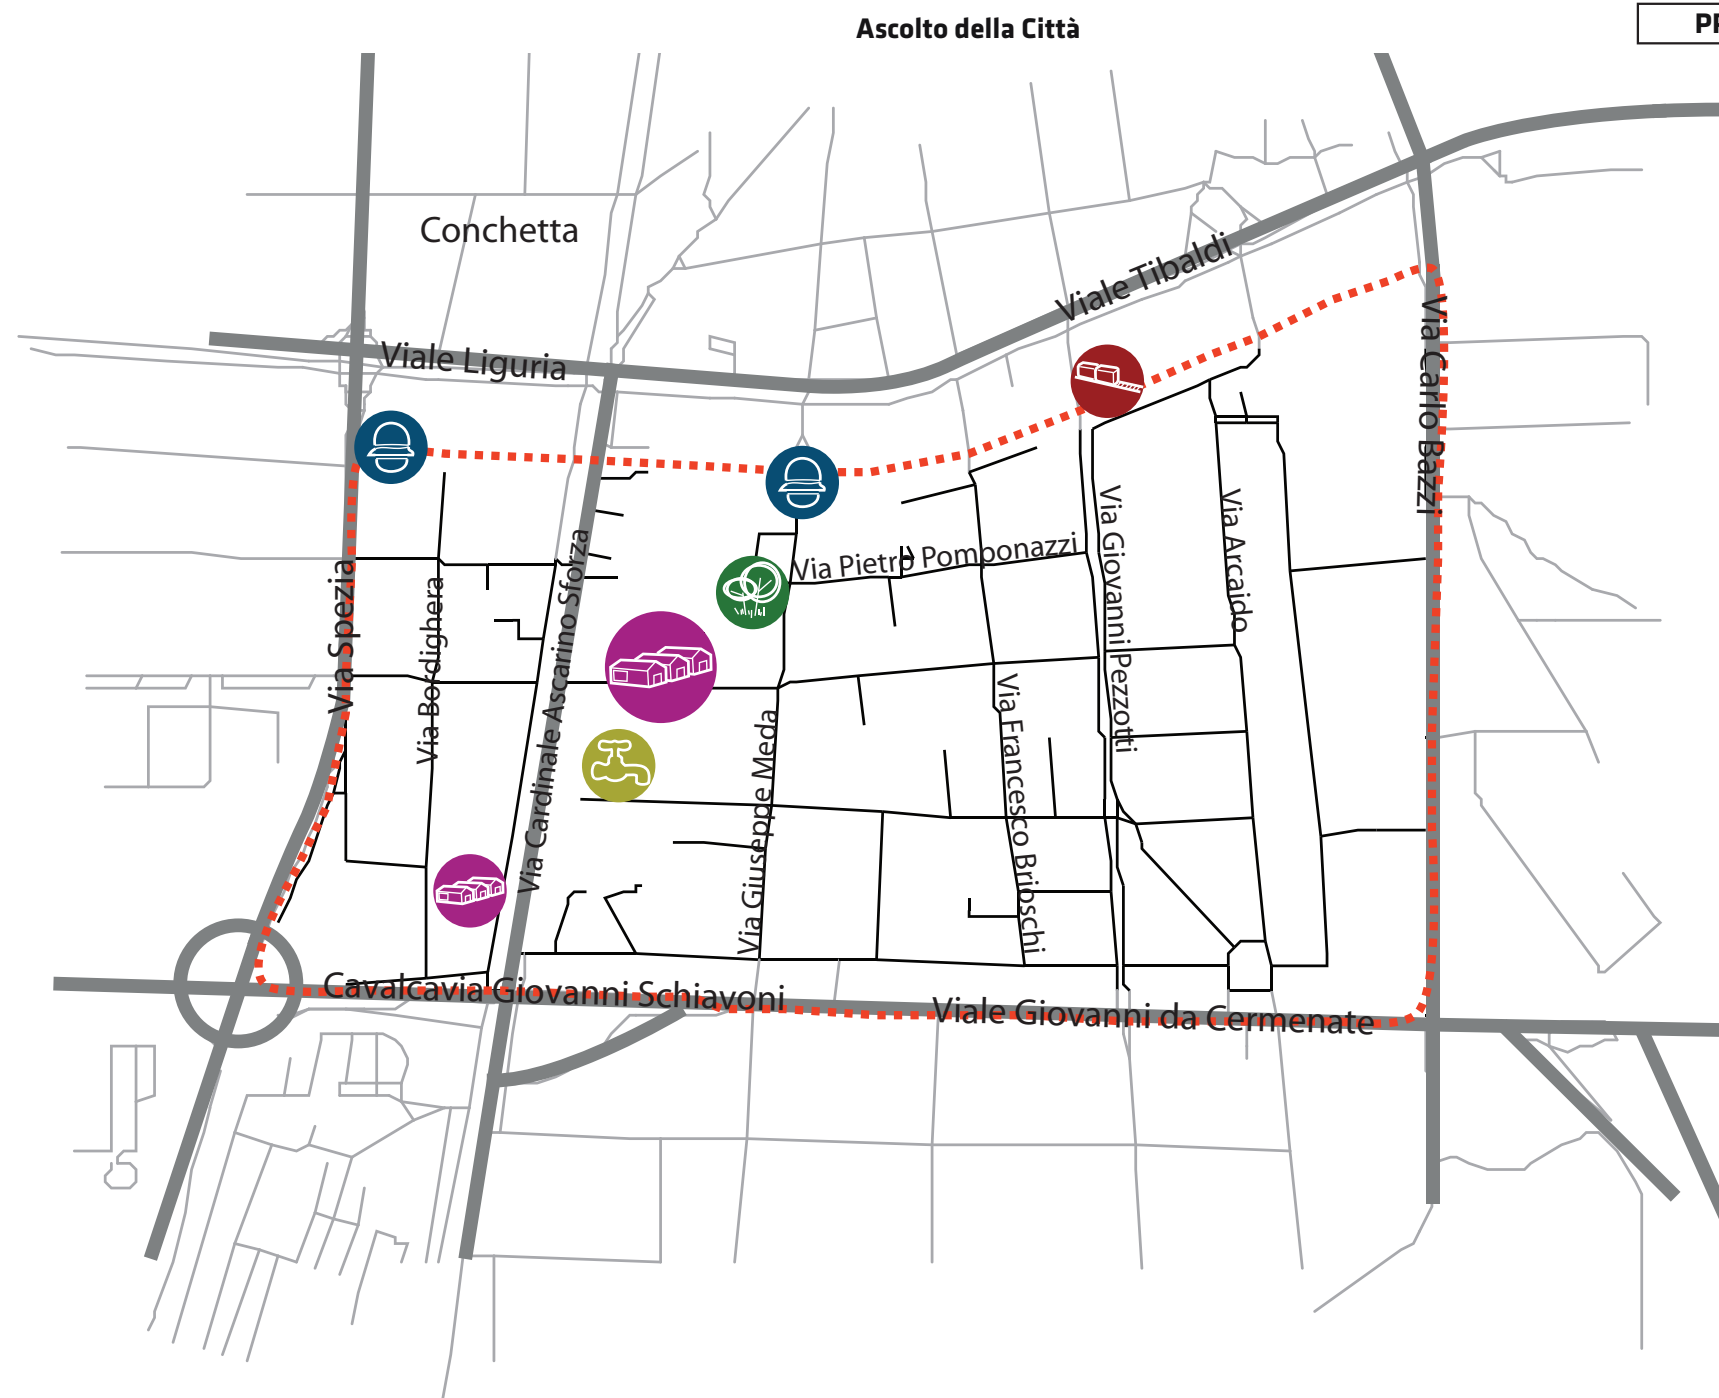 Ascolto della Città
Conchetta
Viale Tibaldi
Viale Liguria
Via Carlo Bazzi
Via Pietro Pomponazzi
Via Giovanni Pezzotti
Via Arcaido
Via Spezia
Via Bordighera
Via Cardinale Ascarino Sforza
Via Giuseppe Meda
Via Francesco Brioschi
Cavalcavia Giovanni Schiavoni
Viale Giovanni da Cermenate